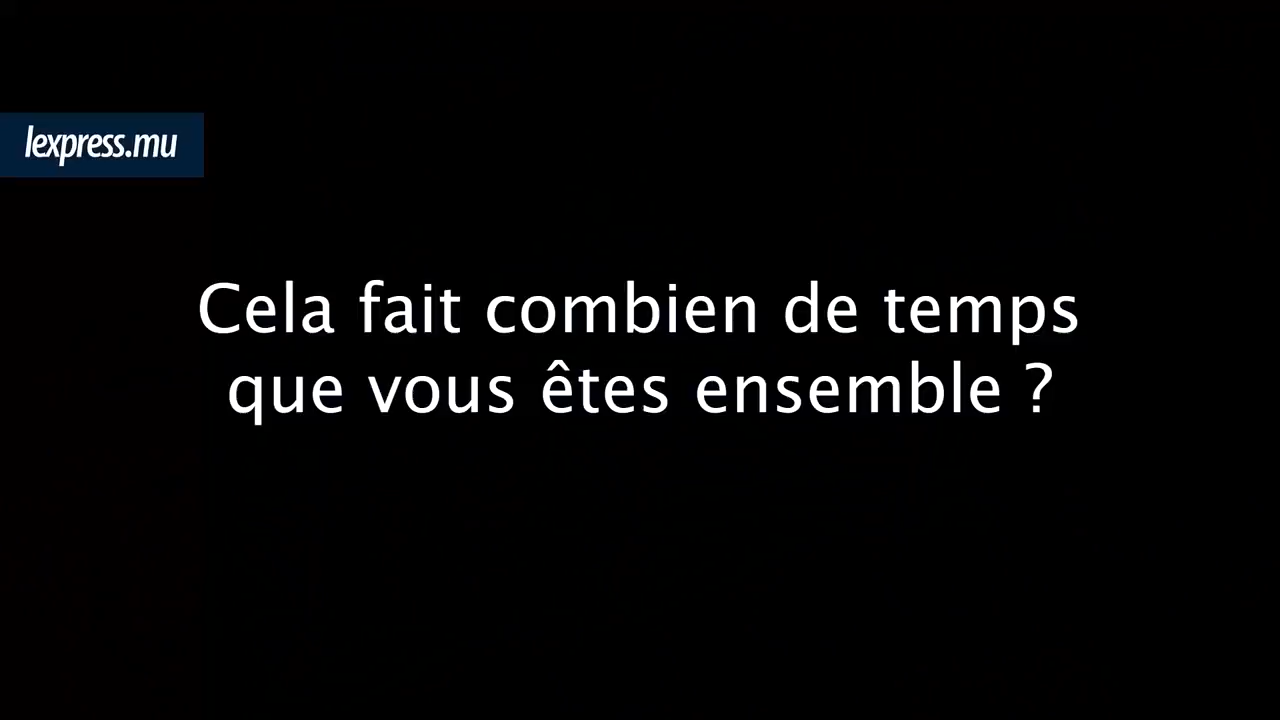 lexpress.mu
Cela fait combien de temps
que vous êtes ensemble ?